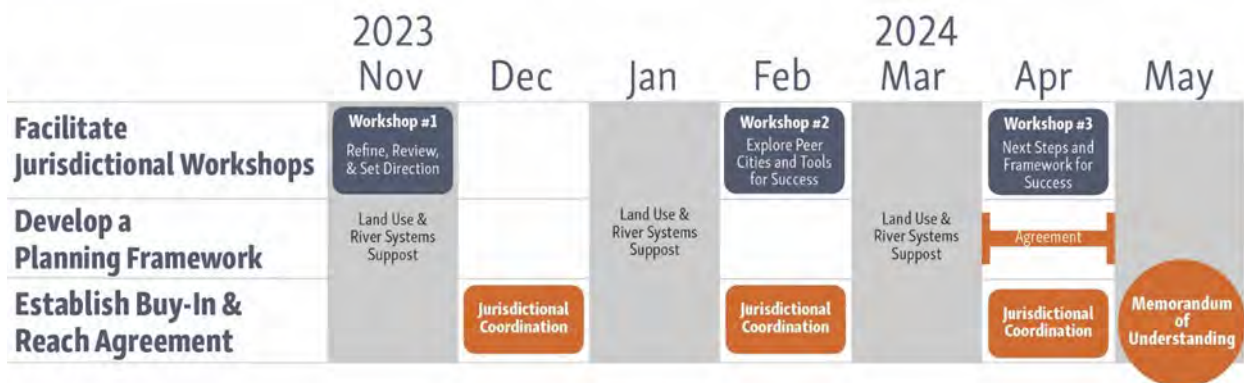 2023
2024
Nov
Dec
Jan
Feb
Mar
Apr
May
Facilitate
Jurisdictional Workshops
Workshop #1
Refine, Review,
& Set Direction
Workshop #2
Explore Peer
Cities and Tools
for Success
Workshop #3
Next Steps and
Framework for
Success
Develop a
Planning Framework
Land Use &
River Systems
Suppost
Land Use &
River Systems
Suppost
Land Use &
River Systems
Suppost
Agreement
Establish Buy-In &
Reach Agreement
Jurisdictional
Coordination
Jurisdictional
Coordination
Jurisdictional
Coordination
Memorandum
of
Understanding